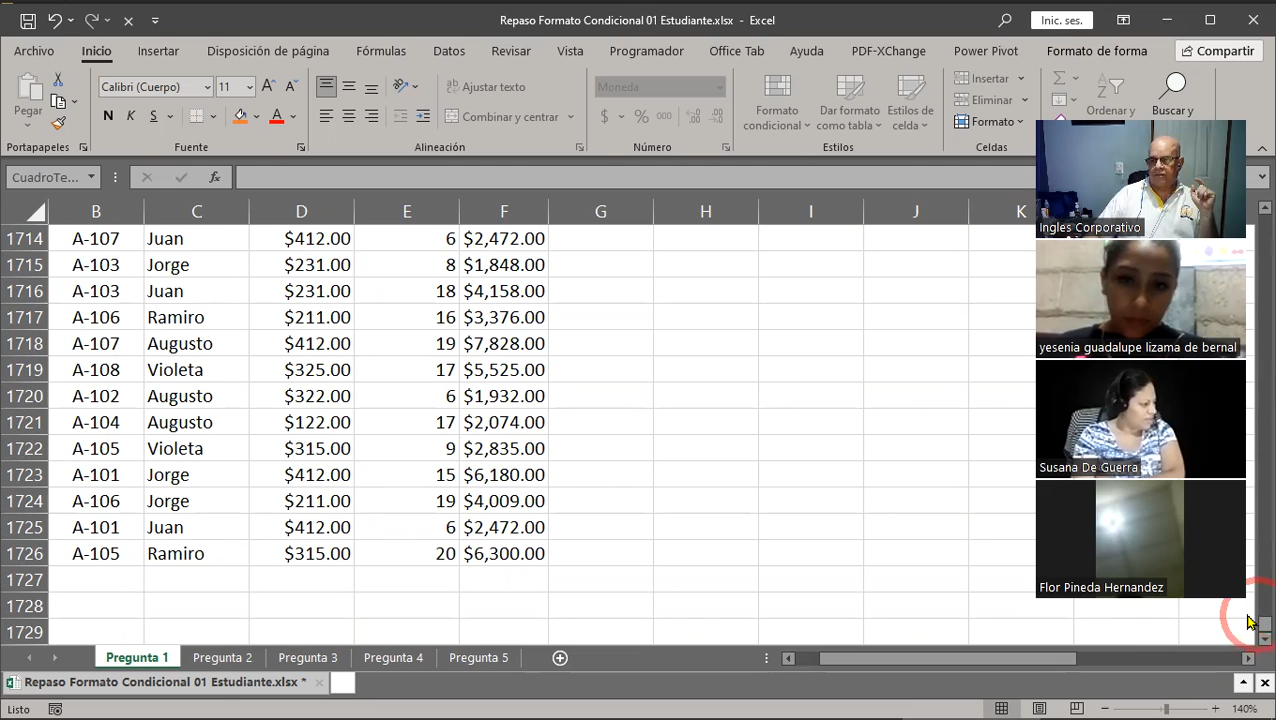 Repaso Formato Condicional 01 Estudiante.xlsx - Excel
Inic. ses.
Archivo Inicio Insertar Disposición de página Fórmulas Datos Revisar Vista Programador Office Tab Ayuda PDF-XChange Power Pivot Formato de forma Compartir
Pegar
Calibri (Cuerpo) 11
N K S
Ajustar texto
Combinar y centrar
Moneda
$ % 000
Formato condicional
Dar formato como tabla
Estilos de celda
Insertar
Eliminar
Formato
Ordenar y
Buscar y
Portapapeles Fuente Alineación Número Estilos Celdas
CuadroTe... fx
B C D E F G H I J K
1714 A-107 Juan $412.00 6 $2,472.00
1715 A-103 Jorge $231.00 8 $1,848.00
1716 A-103 Juan $231.00 18 $4,158.00
1717 A-106 Ramiro $211.00 16 $3,376.00
1718 A-107 Augusto $412.00 19 $7,828.00
1719 A-108 Violeta $325.00 17 $5,525.00
1720 A-102 Augusto $322.00 6 $1,932.00
1721 A-104 Augusto $122.00 17 $2,074.00
1722 A-105 Violeta $315.00 9 $2,835.00
1723 A-101 Jorge $412.00 15 $6,180.00
1724 A-106 Jorge $211.00 19 $4,009.00
1725 A-101 Juan $412.00 6 $2,472.00
1726 A-105 Ramiro $315.00 20 $6,300.00
1727
1728
1729
Ingles Corporativo
yesenia guadalupe lizama de bernal
Susana De Guerra
Flor Pineda Hernandez
Pregunta 1 Pregunta 2 Pregunta 3 Pregunta 4 Pregunta 5
Repaso Formato Condicional 01 Estudiante.xlsx *
Listo
140%